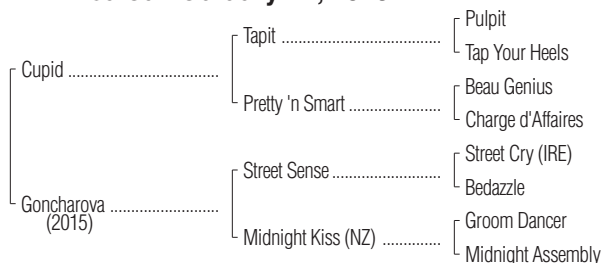 Pulpit
Tapit ........................................
Tap Your Heels
Cupid ......................................
Beau Genius
Pretty 'n Smart .......................
Charge d'Affaires
Street Cry (IRE)
Street Sense ...........................
Bedazzle
Goncharova ...........................
(2015)
Groom Dancer
Midnight Kiss (NZ) ..............
Midnight Assembly